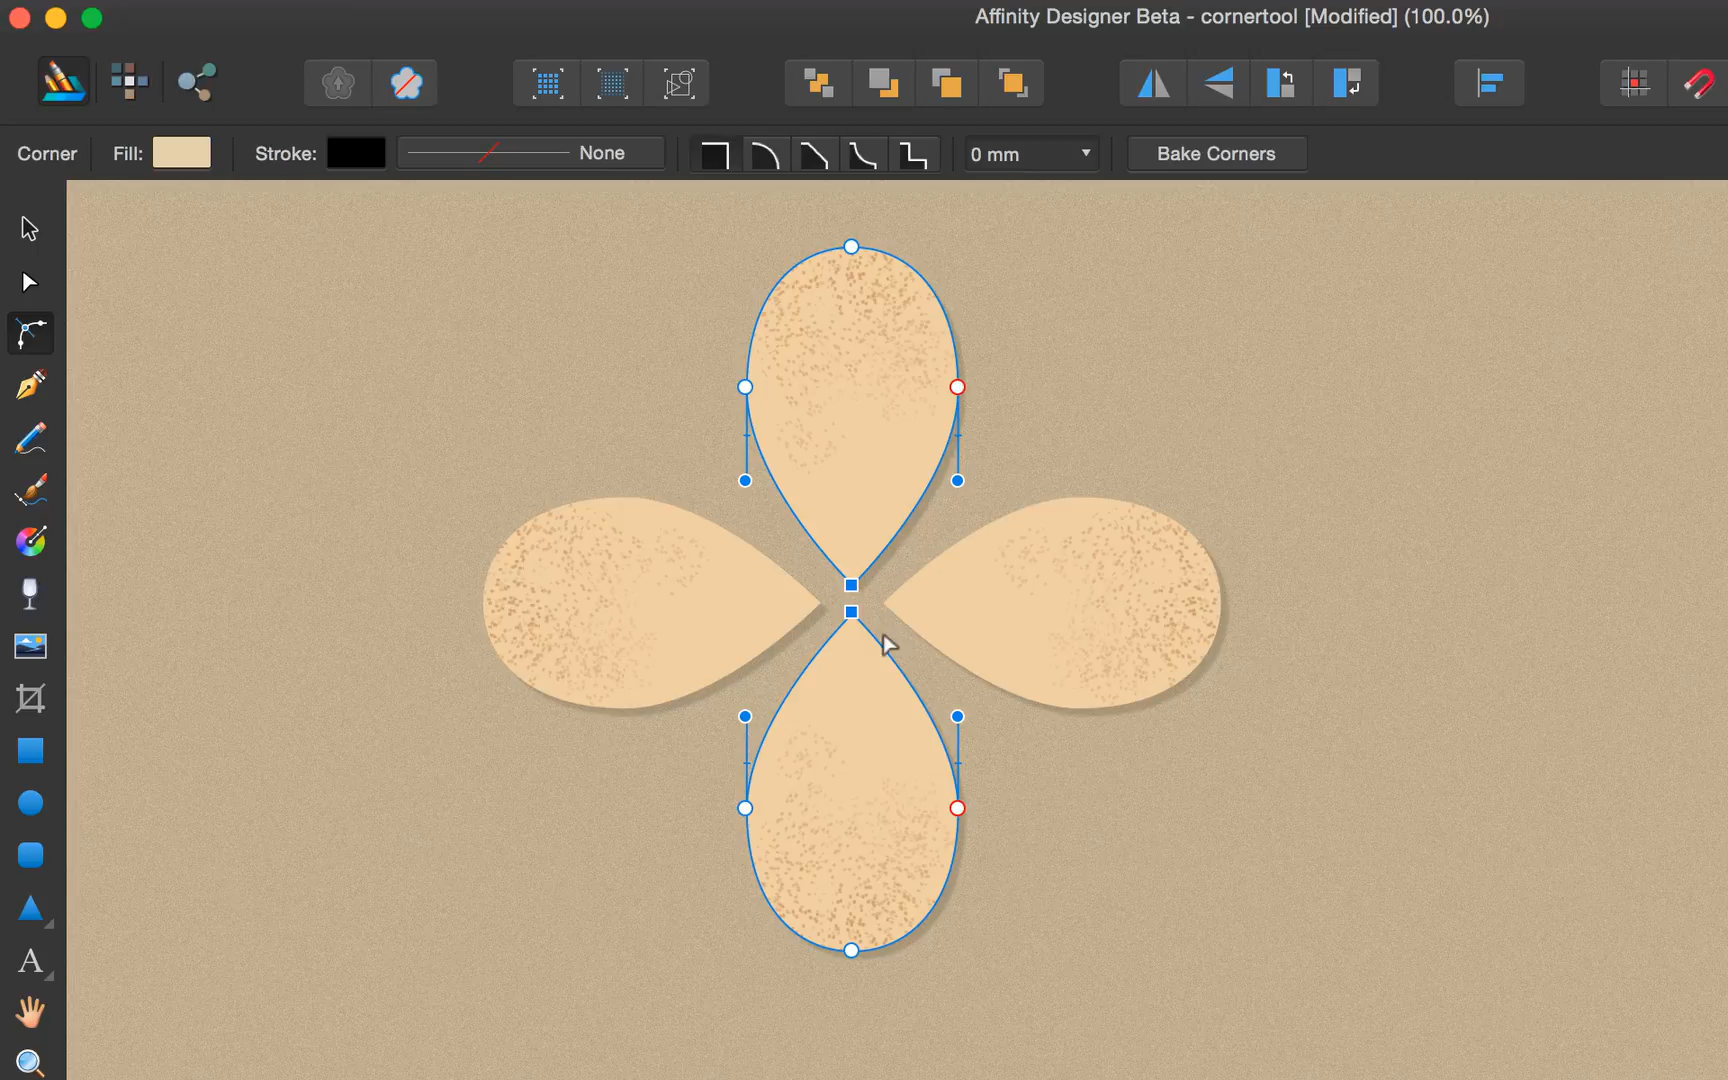 Affinity Designer Beta - cornertool [Modified] (100.0%)
Corner Fill: Stroke: None 0 mm Bake Corners
A